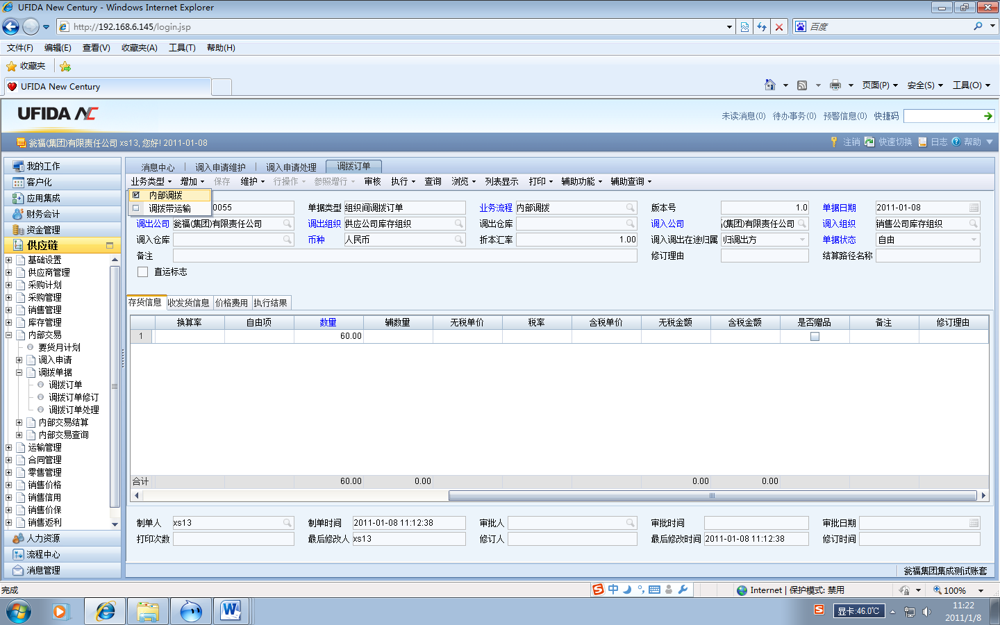 UFIDA New Century - Windows Internet Explorer
http://192.168.6.145/login.jsp
百度
文件(F) 编辑(E) 查看(V) 收藏夹(A) 工具(T) 帮助(H)
收藏夹
UFIDA New Century
页面(P) 安全(S) 工具(O)
UFIDA NC
未读消息(0) 待办事务(0) 预警信息(0) 快捷码
瓮福(集团)有限责任公司 xs13, 您好! 2011-01-08
注销 快速切换 日志 帮助
我的工作
客户化
应用集成
财务会计
资金管理
供应链
基础设置
供应商管理
采购计划
采购管理
销售管理
库存管理
内部交易
要货月计划
调入申请
调拨单据
调拨订单
调拨订单修订
调拨订单处理
内部交易结算
内部交易查询
运输管理
合同管理
零售管理
销售价格
销售信用
销售价保
销售返利
人力资源
流程中心
消息管理
消息中心 调入申请维护 调入申请处理 调拨订单
业务类型 增加 保存 维护 行操作 参照增行 审核 执行 查询 浏览 列表显示 打印 辅助功能 辅助查询
内部调拨
调拨带运输
0055 单据类型 组织间调拨订单 业务流程 内部调拨 版本号 1.0 单据日期 2011-01-08
调出公司 瓮福(集团)有限责任公司 调出组织 供应公司库存组织 调出仓库 调入公司 (集团)有限责任公司 调入组织 销售公司库存组织
调入仓库 币种 人民币 折本汇率 1.00 调入调出在途归属 归调出方 单据状态 自由
备注 修订理由 结算路径名称
直运标志
存货信息 收发货信息 价格费用 执行结果
换算率 自由项 数量 辅数量 无税单价 税率 含税单价 无税金额 含税金额 是否赠品 备注 修订理由
1 60.00
合计 60.00 0.00 0.00 0.00
制单人 xs13 制单时间 2011-01-08 11:12:38 审批人 审批时间 审批日期
打印次数 最后修改人 xs13 修订人 最后修改时间 2011-01-08 11:12:38 修订时间
瓮福集团集成测试账套
完成
中
Internet | 保护模式: 禁用
100%
显卡:46.0℃
11:22
2011/1/8